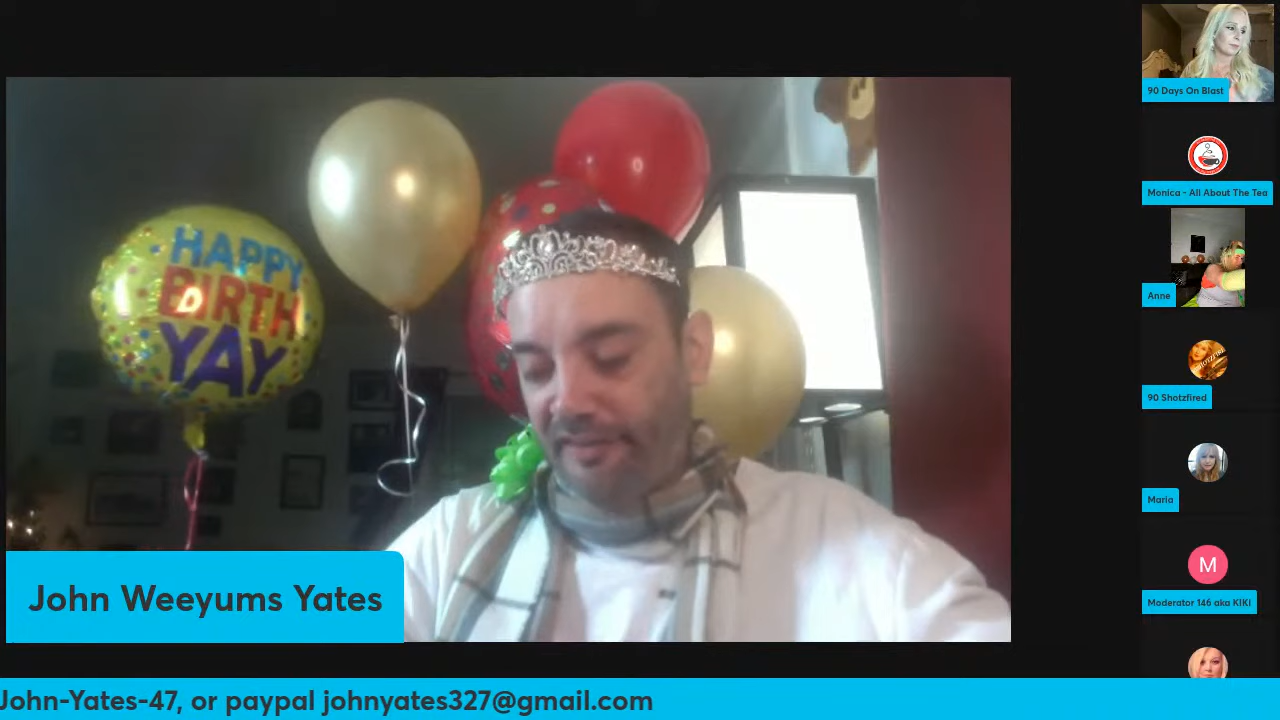 HAPPY
BIRTH
YAY
John Weeyums Yates
John-Yates-47, or paypal johnyates327@gmail.com
90 Days On Blast
Monica - All About The Tea
Anne
90 Shotzfired
Maria
M
Moderator 146 aka KiKi